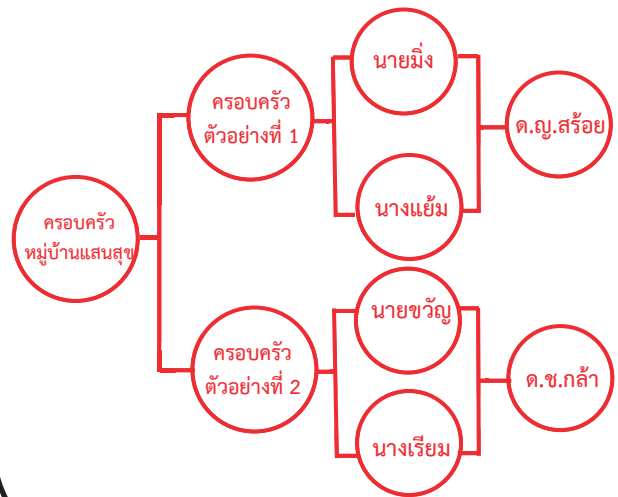 ครอบครัว
หมู่บ้านแสนสุข
ครอบครัว
ตัวอย่างที่ 1
นายมิ่ง
นางแย้ม
ด.ญ.สร้อย
ครอบครัว
ตัวอย่างที่ 2
นายขวัญ
นางเรียม
ด.ช.กล้า